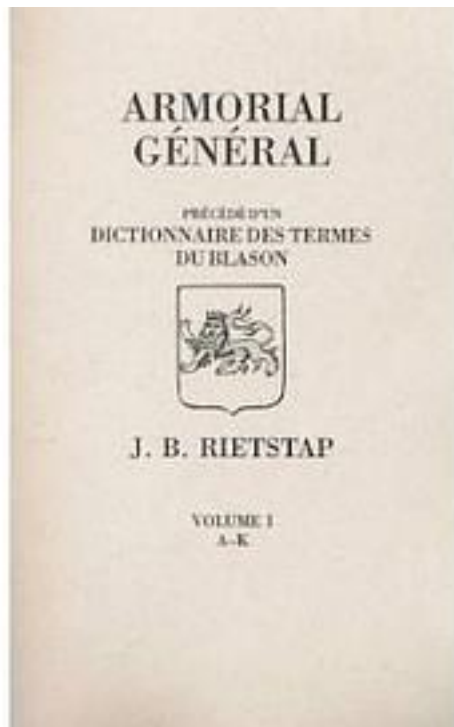 ARMORIAL
GÉNÉRAL
PRÉCÉDÉ D'UN
DICTIONNAIRE DES TERMES
DU BLASON
J. B. RIETSTAP
VOLUME I
A–K